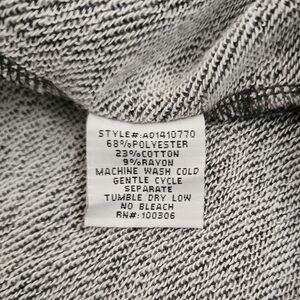 STYLE#:AD1410770
68%POLYESTER
23%COTTON
9%RAYON
MACHINE WASH COLD
GENTLE CYCLE
SEPARATE
TUMBLE DRY LOW
NO BLEACH
RN#:100306